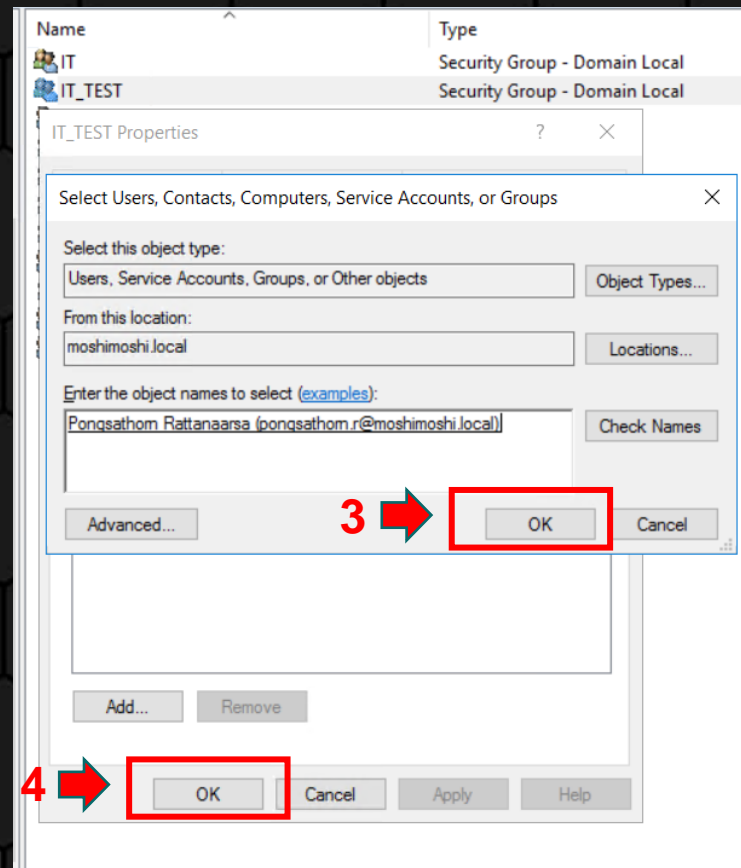 Name Type
IT Security Group - Domain Local
IT_TEST Security Group - Domain Local
IT_TEST Properties ?
Select Users, Contacts, Computers, Service Accounts, or Groups
Select this object type:
Users, Service Accounts, Groups, or Other objects Object Types...
From this location:
moshimoshi.local Locations...
Enter the object names to select (examples):
Pongsathorn Rattanaarsa (pongsathorn.r@moshimoshi.local) Check Names
Advanced... 3 OK Cancel
Add... Remove
4 OK Cancel Apply Help